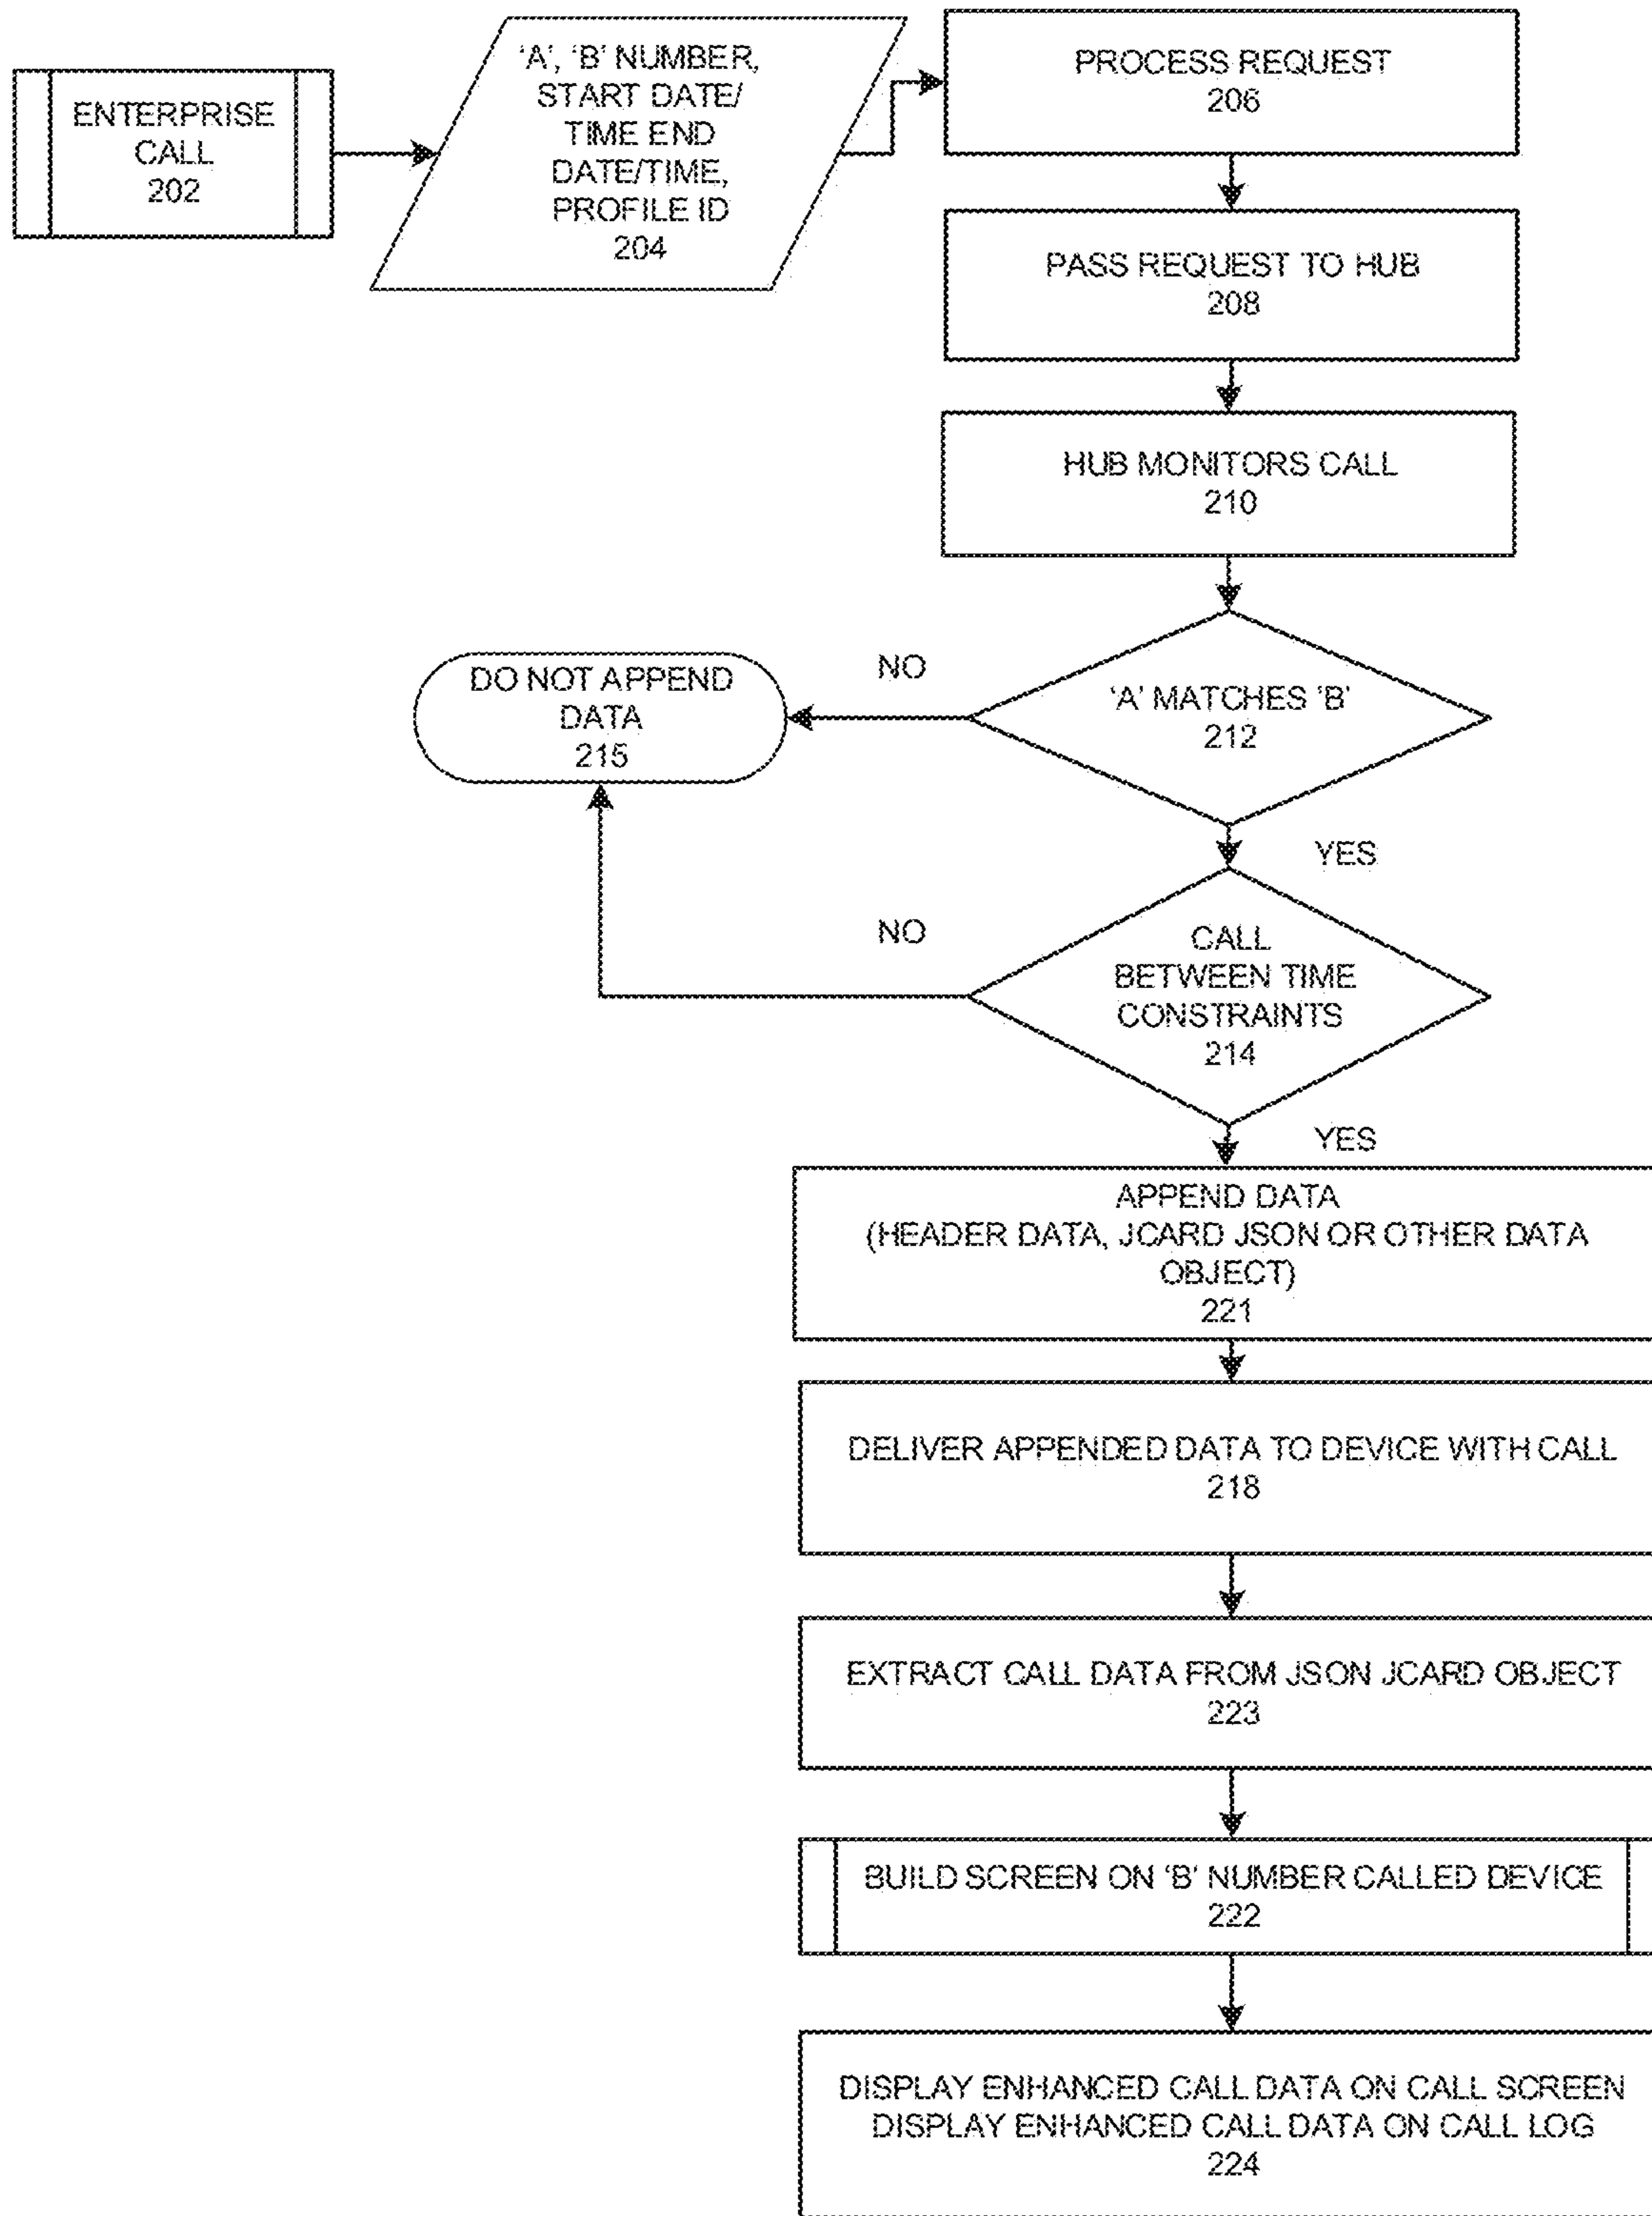 ENTERPRISE
CALL
202
‘A’, ‘B’ NUMBER,
START DATE/
TIME END
DATE/TIME,
PROFILE ID
204
PROCESS REQUEST
206
PASS REQUEST TO HUB
208
HUB MONITORS CALL
210
‘A’ MATCHES ‘B’
212
NO
DO NOT APPEND
DATA
215
YES
CALL
BETWEEN TIME
CONSTRAINTS
214
NO
YES
APPEND DATA
(HEADER DATA, JCARD JSON OR OTHER DATA
OBJECT)
221
DELIVER APPENDED DATA TO DEVICE WITH CALL
218
EXTRACT CALL DATA FROM JSON JCARD OBJECT
223
BUILD SCREEN ON ‘B’ NUMBER CALLED DEVICE
222
DISPLAY ENHANCED CALL DATA ON CALL SCREEN
DISPLAY ENHANCED CALL DATA ON CALL LOG
224